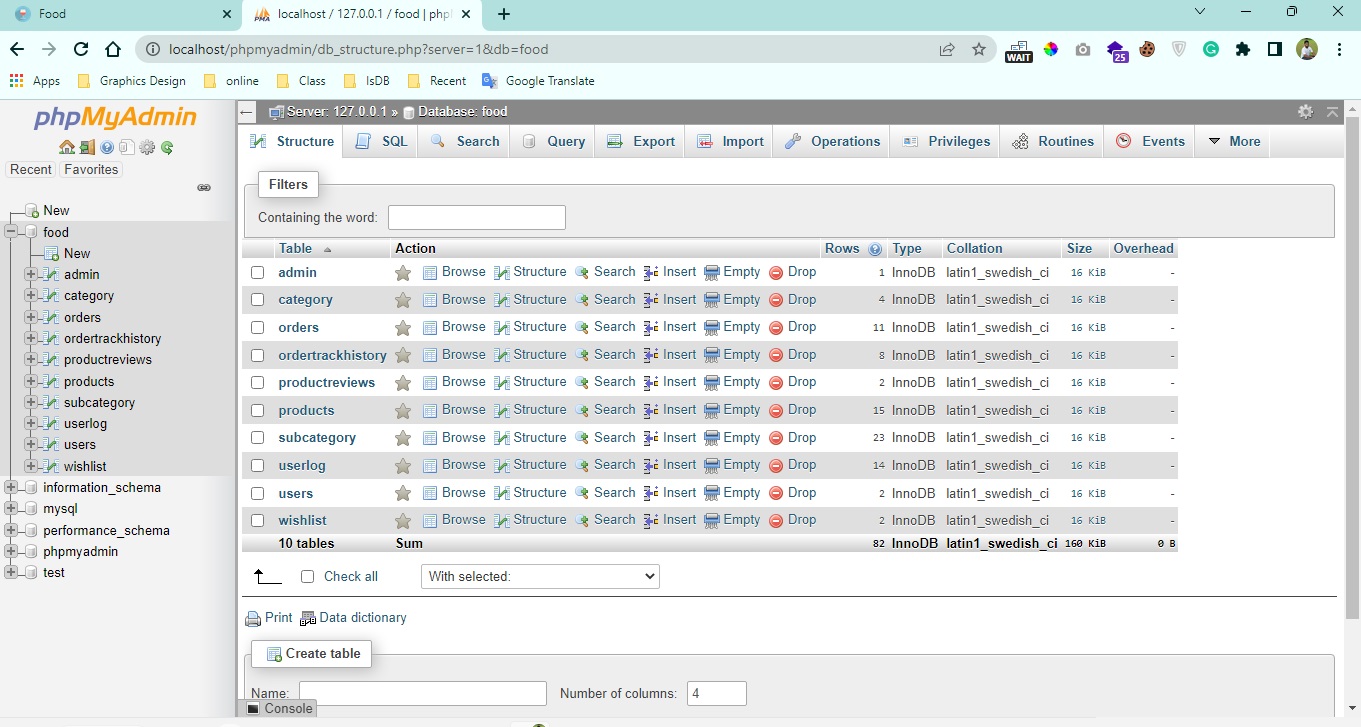 Food
localhost / 127.0.0.1 / food | php
localhost/phpmyadmin/db_structure.php?server=1&db=food
WAIT
25
Apps Graphics Design online Class IsDB Recent Google Translate
phpMyAdmin
Recent Favorites
New
food
New
admin
category
orders
ordertrackhistory
productreviews
products
subcategory
userlog
users
wishlist
information_schema
mysql
performance_schema
phpmyadmin
test
Server: 127.0.0.1 » Database: food
Structure SQL Search Query Export Import Operations Privileges Routines Events More
Filters
Containing the word:
Table Action Rows Type Collation Size Overhead
admin Browse Structure Search Insert Empty Drop 1 InnoDB latin1_swedish_ci 16 KiB -
category Browse Structure Search Insert Empty Drop 4 InnoDB latin1_swedish_ci 16 KiB -
orders Browse Structure Search Insert Empty Drop 11 InnoDB latin1_swedish_ci 16 KiB -
ordertrackhistory Browse Structure Search Insert Empty Drop 8 InnoDB latin1_swedish_ci 16 KiB -
productreviews Browse Structure Search Insert Empty Drop 2 InnoDB latin1_swedish_ci 16 KiB -
products Browse Structure Search Insert Empty Drop 15 InnoDB latin1_swedish_ci 16 KiB -
subcategory Browse Structure Search Insert Empty Drop 23 InnoDB latin1_swedish_ci 16 KiB -
userlog Browse Structure Search Insert Empty Drop 14 InnoDB latin1_swedish_ci 16 KiB -
users Browse Structure Search Insert Empty Drop 2 InnoDB latin1_swedish_ci 16 KiB -
wishlist Browse Structure Search Insert Empty Drop 2 InnoDB latin1_swedish_ci 16 KiB -
10 tables Sum 82 InnoDB latin1_swedish_ci 160 KiB 0 B
Check all With selected:
Print Data dictionary
Create table
Name: Number of columns: 4
Console